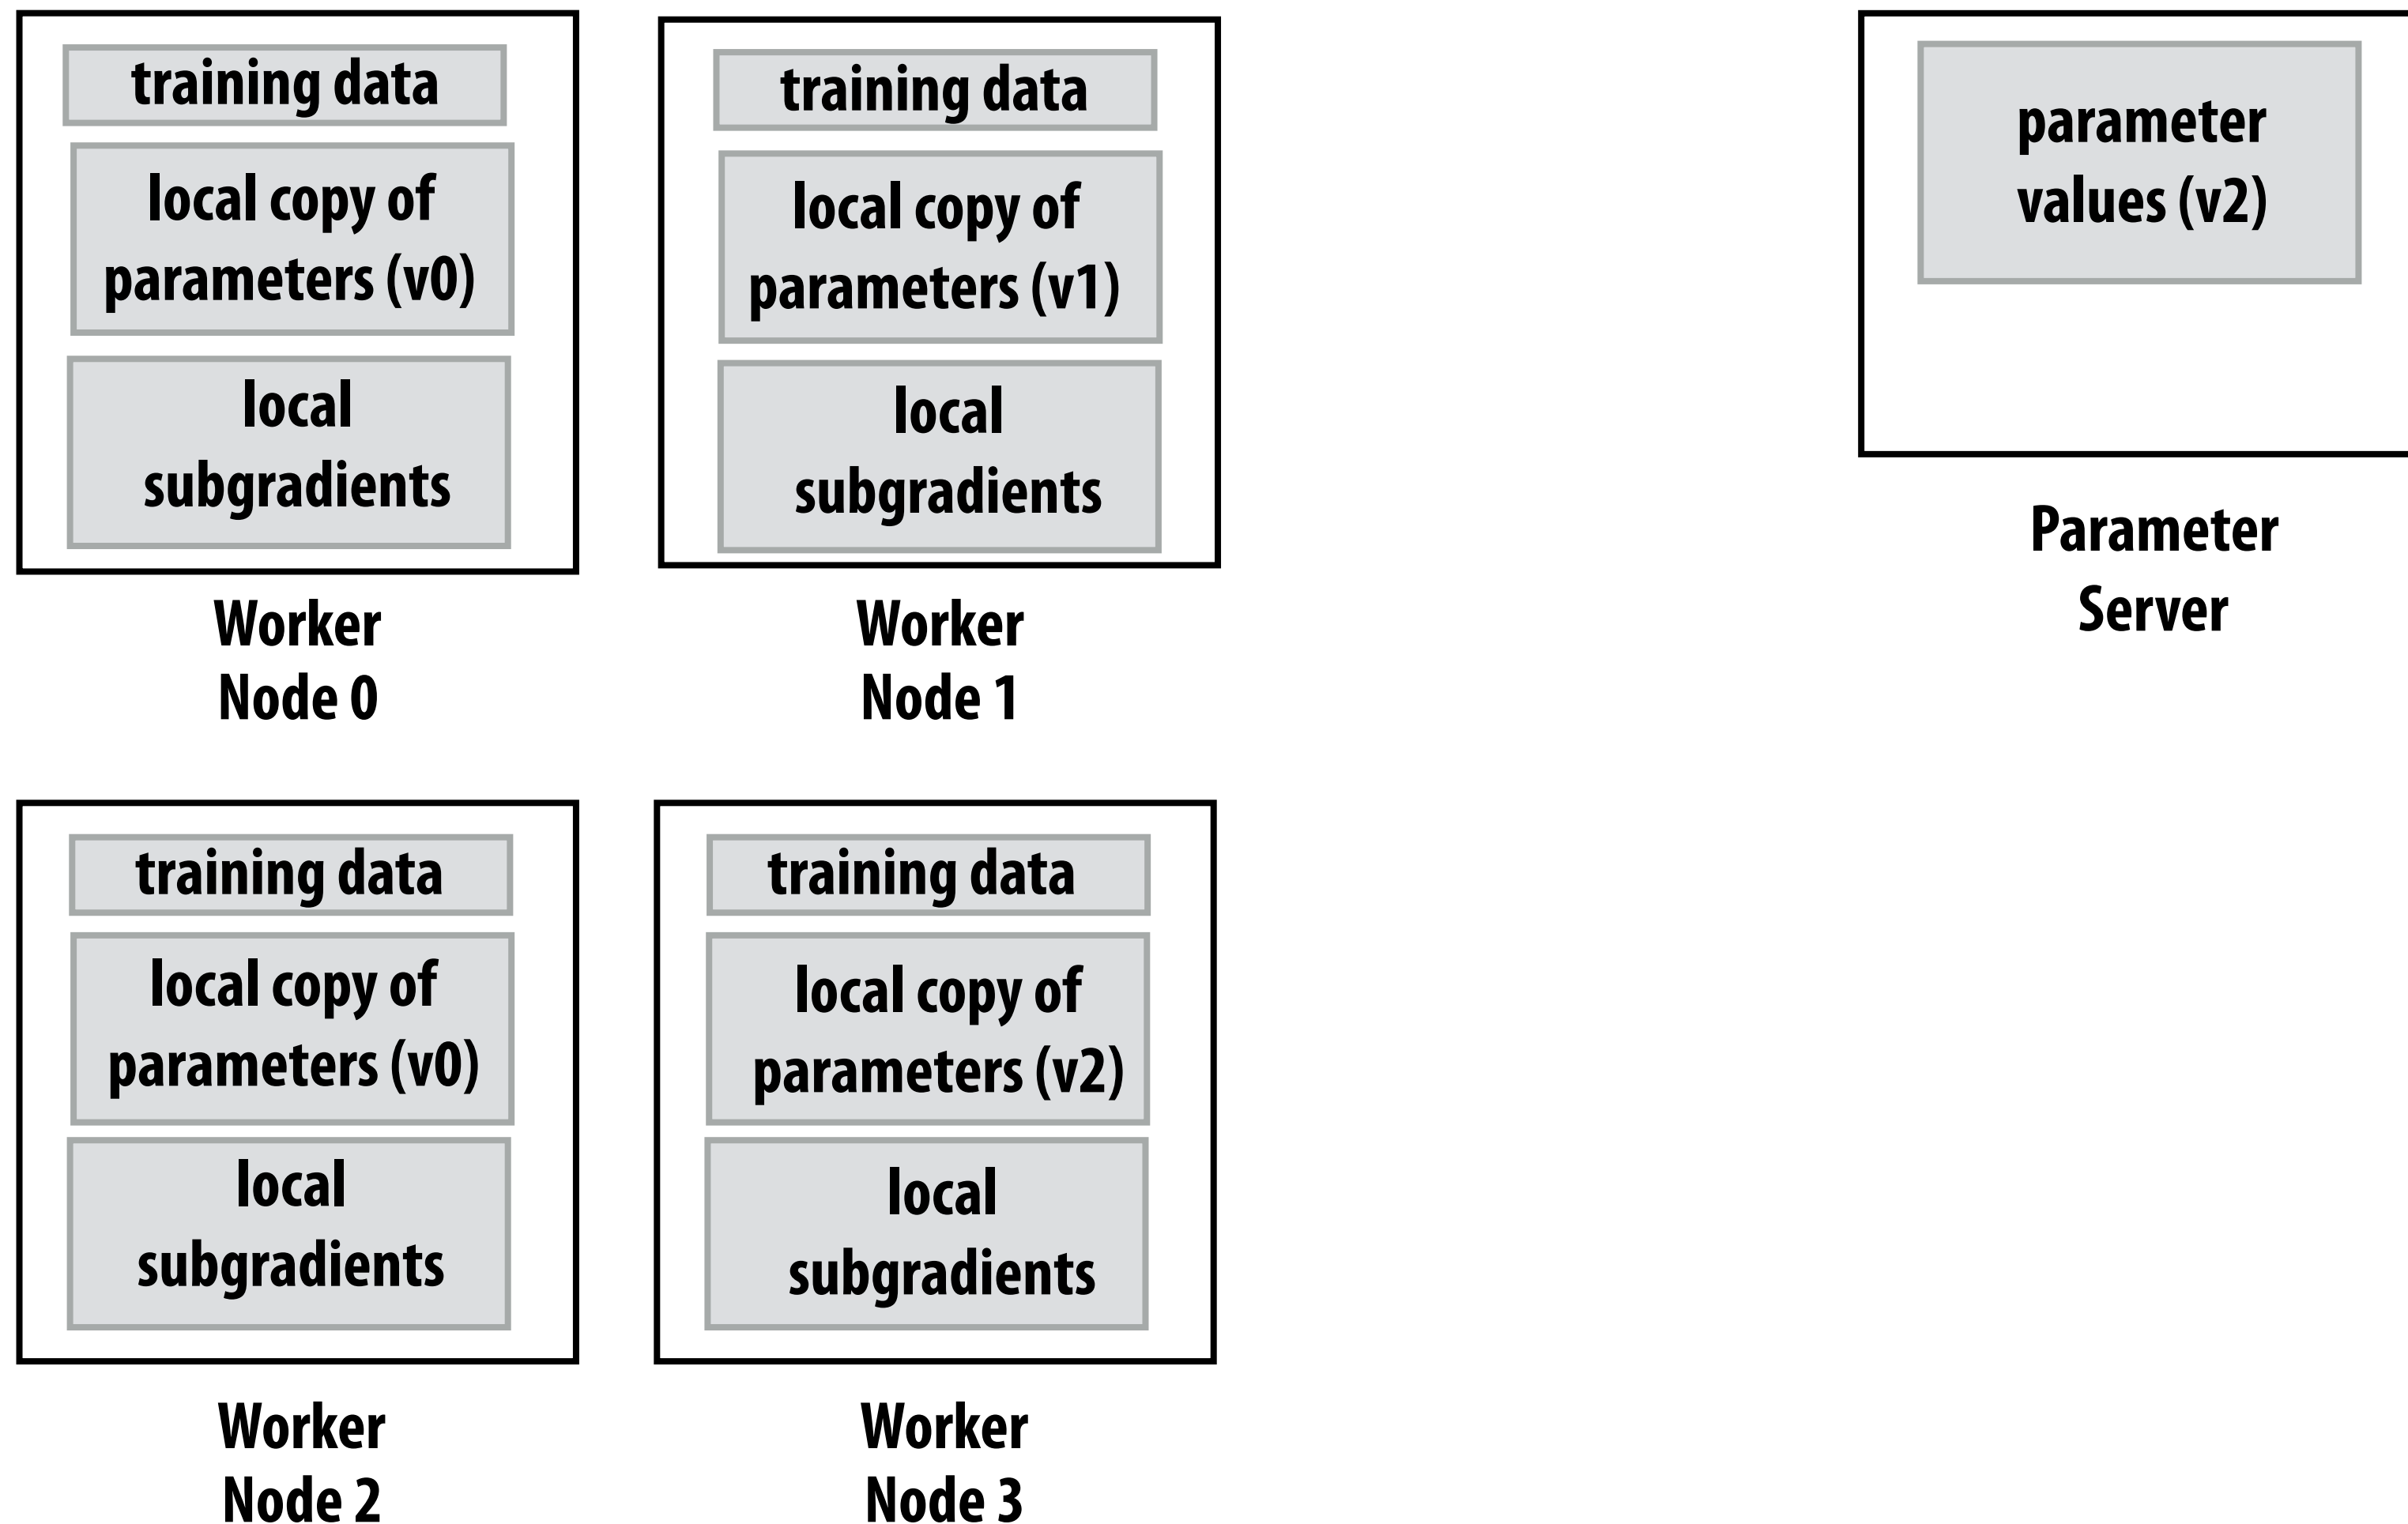 training data
local copy of
parameters (v0)
local
subgradients
Worker
Node 0
training data
local copy of
parameters (v1)
local
subgradients
Worker
Node 1
parameter
values (v2)
Parameter
Server
training data
local copy of
parameters (v0)
local
subgradients
Worker
Node 2
training data
local copy of
parameters (v2)
local
subgradients
Worker
Node 3